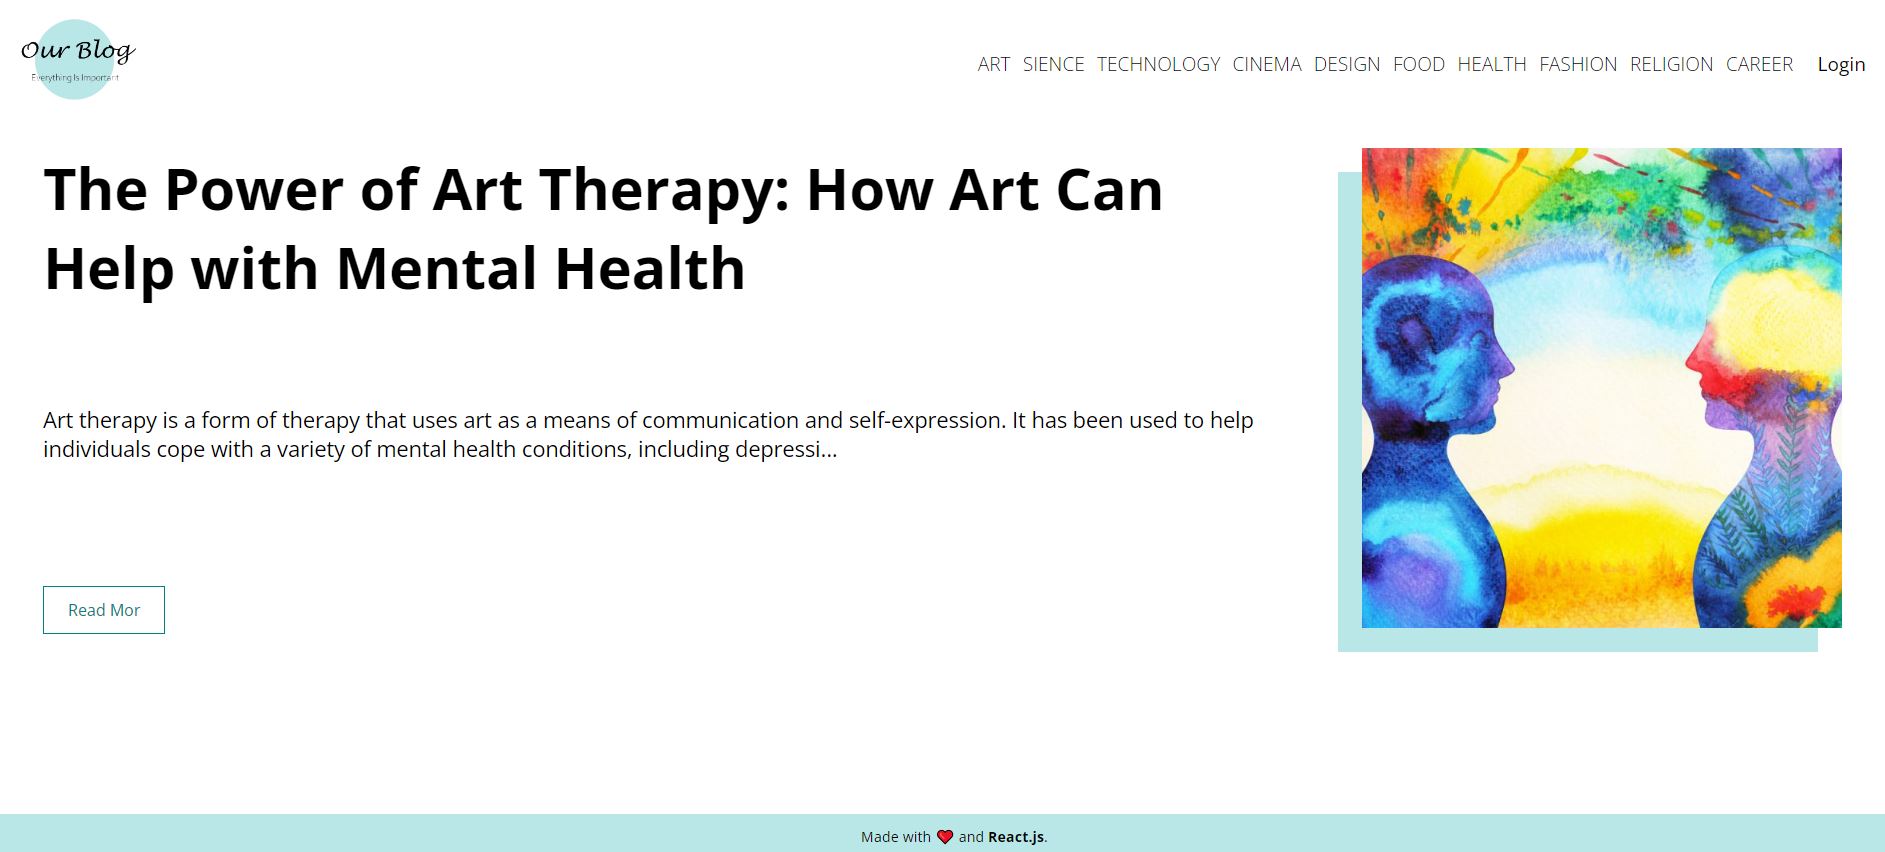 Our Blog
Everything Is Important
ART SIENCE TECHNOLOGY CINEMA DESIGN FOOD HEALTH FASHION RELIGION CAREER Login
The Power of Art Therapy: How Art Can
Help with Mental Health
Art therapy is a form of therapy that uses art as a means of communication and self-expression. It has been used to help
individuals cope with a variety of mental health conditions, including depressi...
Read Mor
Made with ❤ and React.js.